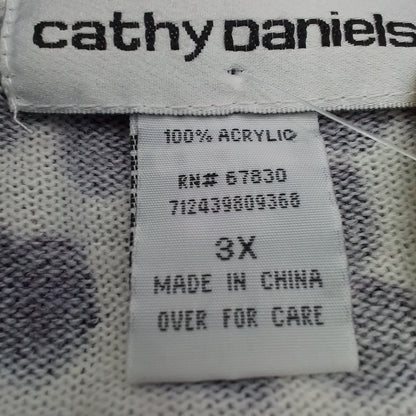 cathy Daniels
100% ACRYLIC
RN# 67830
712439809368
3X
MADE IN CHINA
OVER FOR CARE